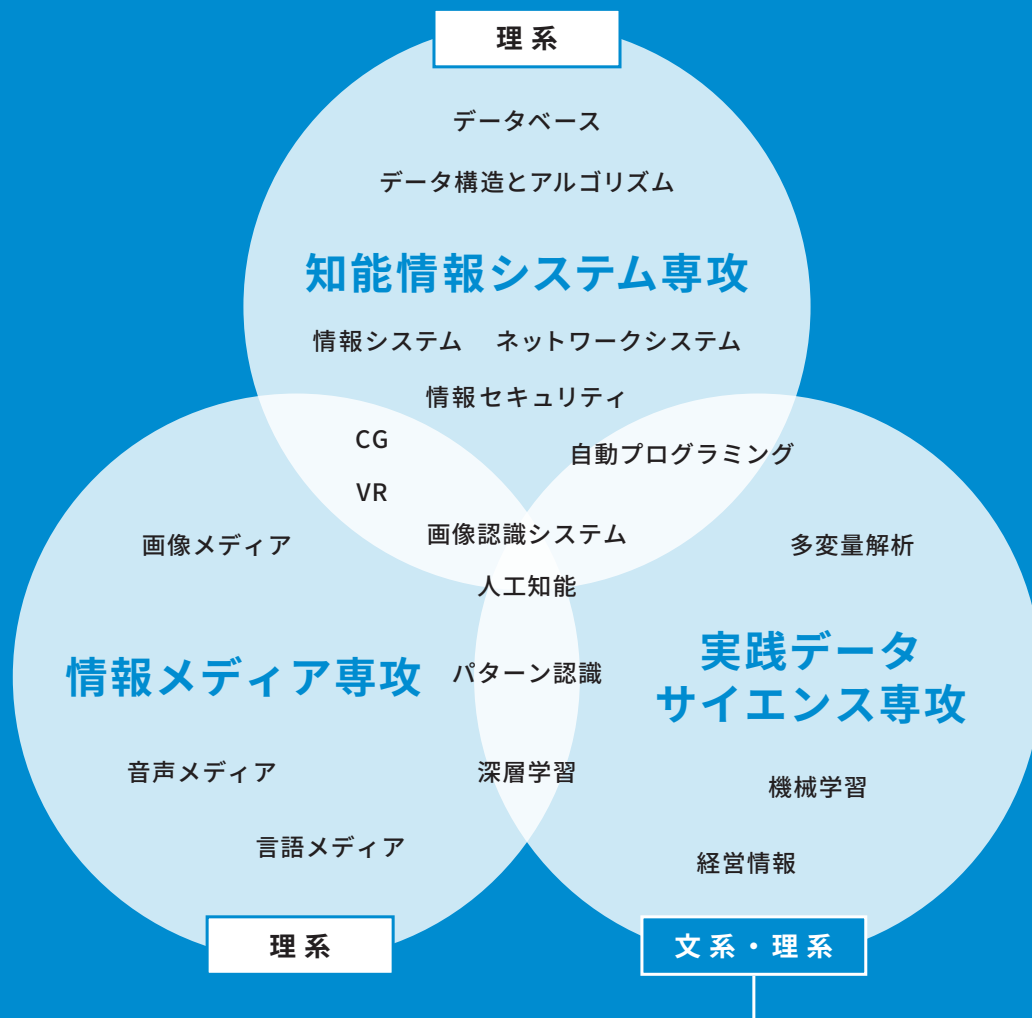 理系
データベース
データ構造とアルゴリズム
知能情報システム専攻
情報システム ネットワークシステム
情報セキュリティ
CG
自動プログラミング
VR
画像認識システム
画像メディア
多変量解析
人工知能
実践データ
サイエンス専攻
情報メディア専攻
パターン認識
音声メディア
深層学習
機械学習
言語メディア
経営情報
理系
文系・理系